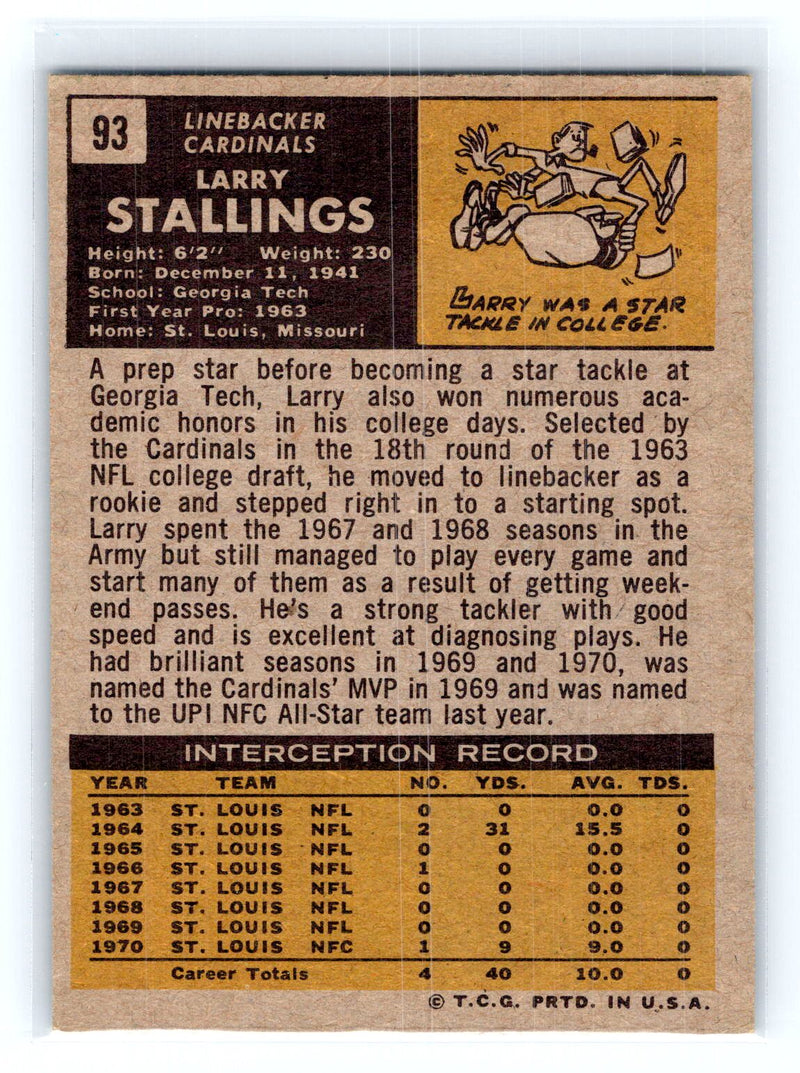 93
LINEBACKER
CARDINALS
LARRY
STALLINGS
Height: 6'2" Weight: 230
Born: December 11, 1941
School: Georgia Tech
First Year Pro: 1963
Home: St. Louis, Missouri
LARRY WAS A STAR
TACKLE IN COLLEGE.
A prep star before becoming a star tackle at
Georgia Tech, Larry also won numerous aca-
demic honors in his college days. Selected by
the Cardinals in the 18th round of the 1963
NFL college draft, he moved to linebacker as a
rookie and stepped right in to a starting spot.
Larry spent the 1967 and 1968 seasons in the
Army but still managed to play every game and
start many of them as a result of getting week-
end passes. He's a strong tackler with good
speed and is excellent at diagnosing plays. He
had brilliant seasons in 1969 and 1970, was
named the Cardinals' MVP in 1969 and was named
to the UPI NFC All-Star team last year.
INTERCEPTION RECORD
YEAR TEAM NO. YDS. AVG. TDS.
1963 ST. LOUIS NFL 0 0 0.0 0
1964 ST. LOUIS NFL 2 31 15.5 0
1965 ST. LOUIS NFL 0 0 0.0 0
1966 ST. LOUIS NFL 1 0 0.0 0
1967 ST. LOUIS NFL 0 0 0.0 0
1968 ST. LOUIS NFL 0 0 0.0 0
1969 ST. LOUIS NFL 0 0 0.0 0
1970 ST. LOUIS NFC 1 9 9.0 0
Career Totals 4 40 10.0 0
© T.C.G. PRTD. IN U.S.A.